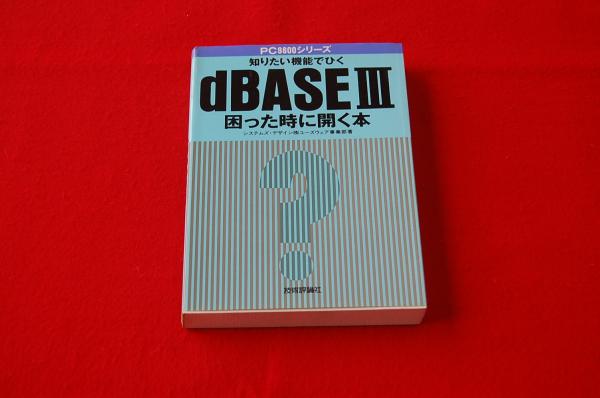 PC9800シリーズ
知りたい機能でひく
dBASE III
困った時に開く本
システムズ・デザイン(株)ユーズウェア事業部著
技術評論社